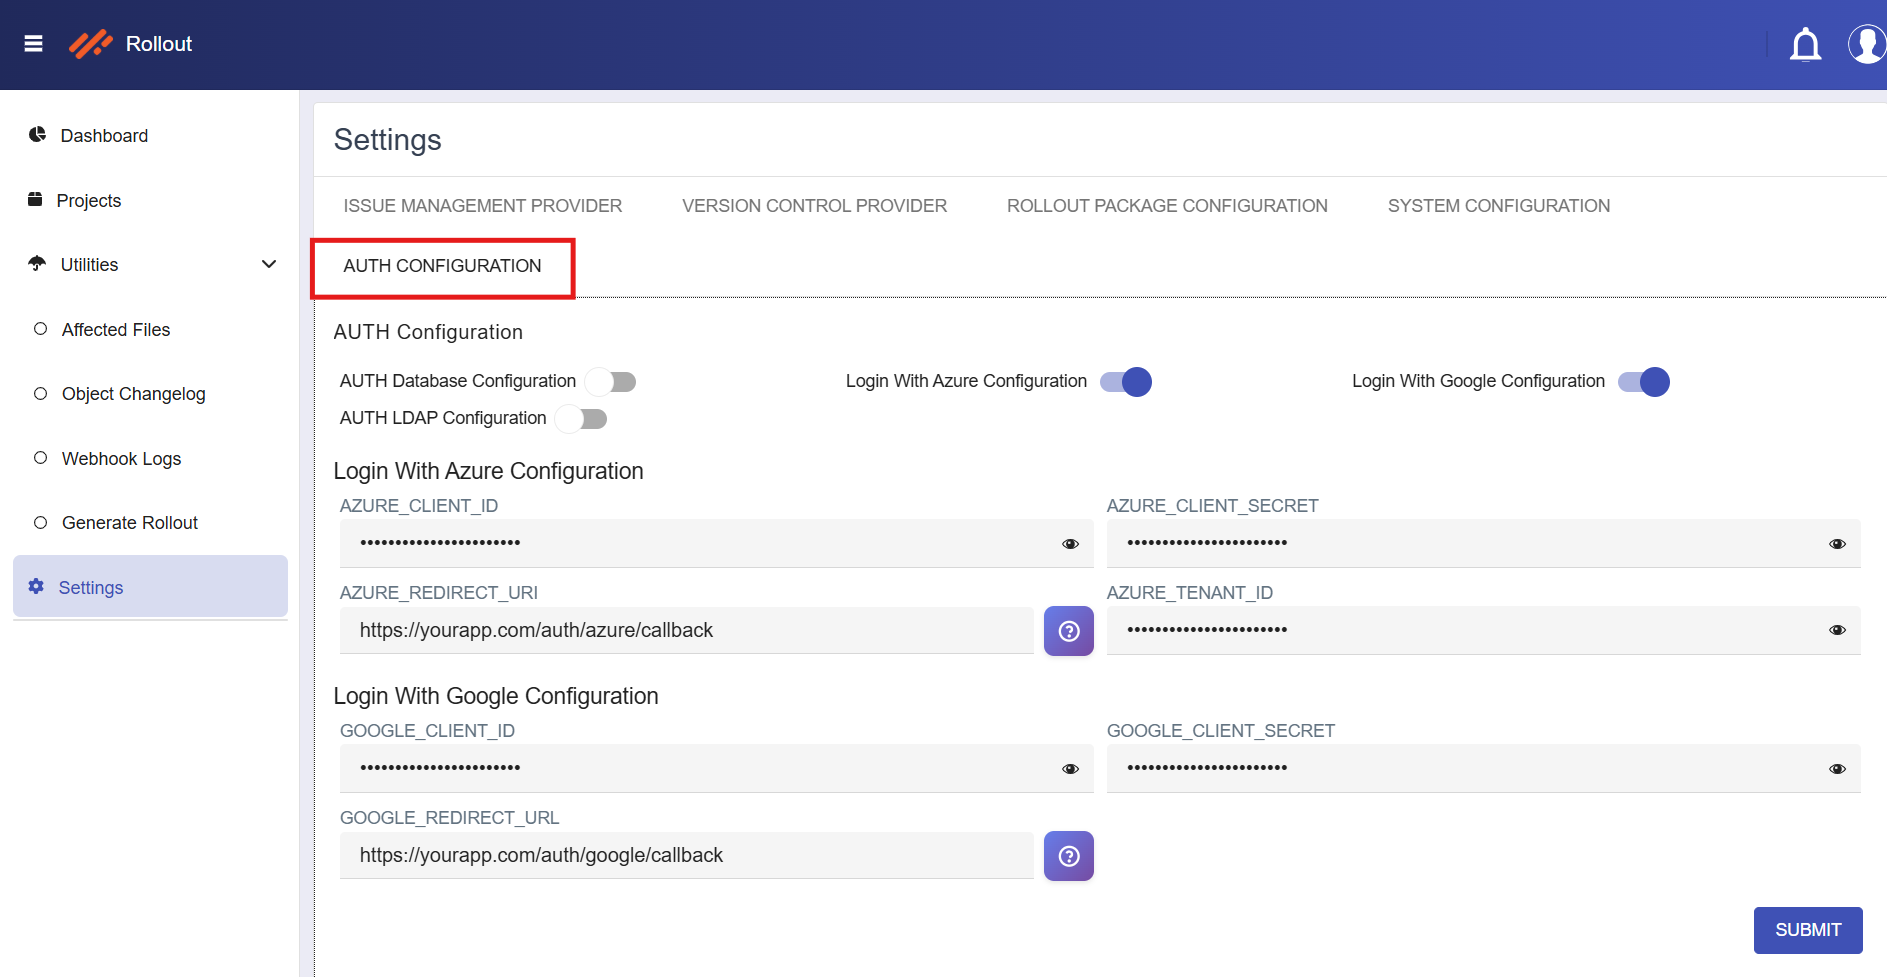 Rollout
Dashboard
Projects
Utilities
Affected Files
Object Changelog
Webhook Logs
Generate Rollout
Settings
Settings
ISSUE MANAGEMENT PROVIDER VERSION CONTROL PROVIDER ROLLOUT PACKAGE CONFIGURATION SYSTEM CONFIGURATION
AUTH CONFIGURATION
AUTH Configuration
AUTH Database Configuration Login With Azure Configuration Login With Google Configuration
AUTH LDAP Configuration
Login With Azure Configuration
AZURE_CLIENT_ID AZURE_CLIENT_SECRET
••••••••••••••••••••••• •••••••••••••••••••••••
AZURE_REDIRECT_URI AZURE_TENANT_ID
https://yourapp.com/auth/azure/callback •••••••••••••••••••••••
Login With Google Configuration
GOOGLE_CLIENT_ID GOOGLE_CLIENT_SECRET
••••••••••••••••••••••• •••••••••••••••••••••••
GOOGLE_REDIRECT_URL
https://yourapp.com/auth/google/callback
SUBMIT